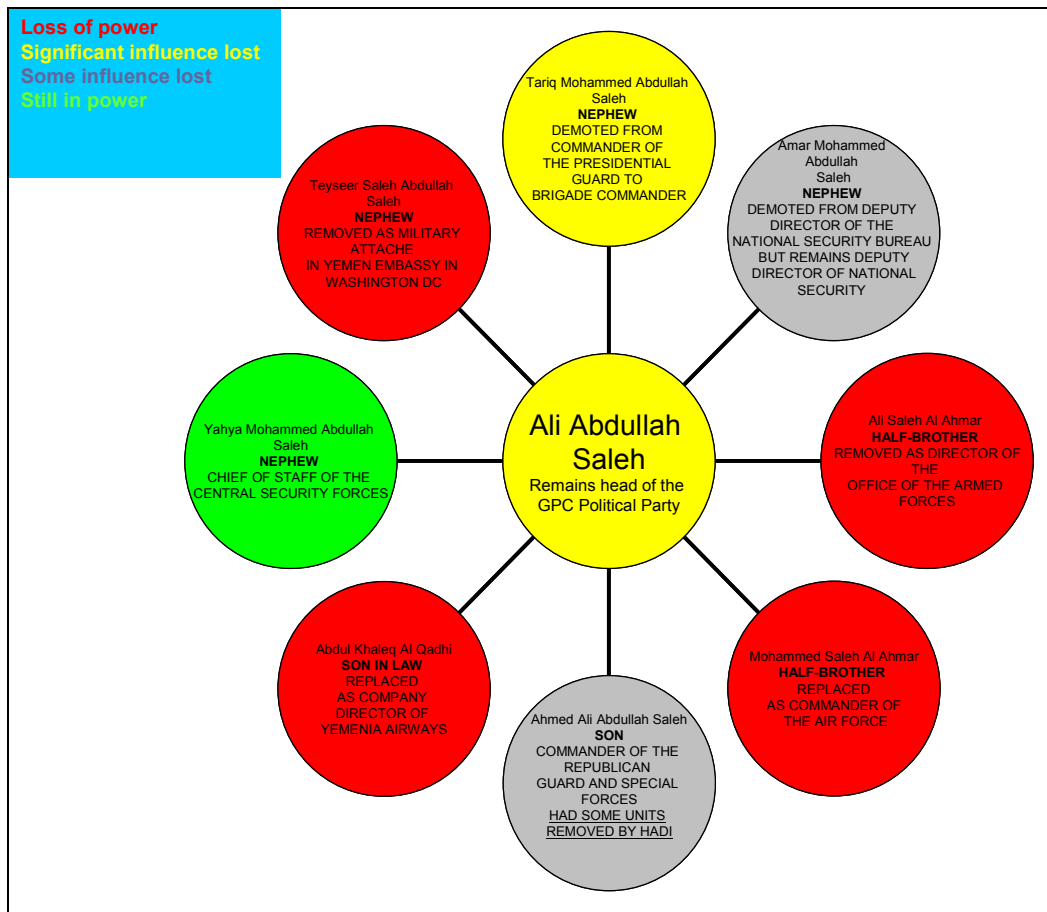 Loss of power
Significant influence lost
Some influence lost
Still in power
Tariq Mohammed Abdullah
Saleh
NEPHEW
DEMOTED FROM
COMMANDER OF
THE PRESIDENTIAL
GUARD TO
BRIGADE COMMANDER
Amar Mohammed
Abdullah
Saleh
NEPHEW
DEMOTED FROM DEPUTY
DIRECTOR OF THE
NATIONAL SECURITY BUREAU
BUT REMAINS DEPUTY
DIRECTOR OF NATIONAL
SECURITY
Teyseer Saleh Abdullah
Saleh
NEPHEW
REMOVED AS MILITARY
ATTACHE
IN YEMEN EMBASSY IN
WASHINGTON DC
Yahya Mohammed Abdullah
Saleh
NEPHEW
CHIEF OF STAFF OF THE
CENTRAL SECURITY FORCES
Ali Abdullah
Saleh
Remains head of the
GPC Political Party
Ali Saleh Al Ahmar
HALF-BROTHER
REMOVED AS DIRECTOR OF
THE
OFFICE OF THE ARMED
FORCES
Abdul Khaleq Al Qadhi
SON IN LAW
REPLACED
AS COMPANY
DIRECTOR OF
YEMENIA AIRWAYS
Ahmed Ali Abdullah Saleh
SON
COMMANDER OF THE
REPUBLICAN
GUARD AND SPECIAL
FORCES
HAD SOME UNITS
REMOVED BY HADI
Mohammed Saleh Al Ahmar
HALF-BROTHER
REPLACED
AS COMMANDER OF
THE AIR FORCE